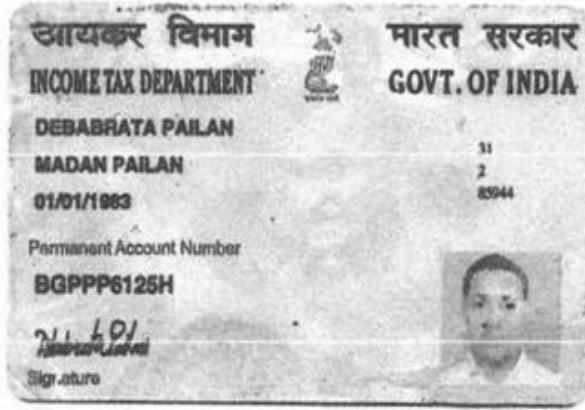 आयकर विभाग
भारत सरकार
INCOME TAX DEPARTMENT
GOVT. OF INDIA
DEBABRATA PAILAN
MADAN PAILAN
01/01/1983
31
2
85944
Permanent Account Number
BGPPP6125H
Signature